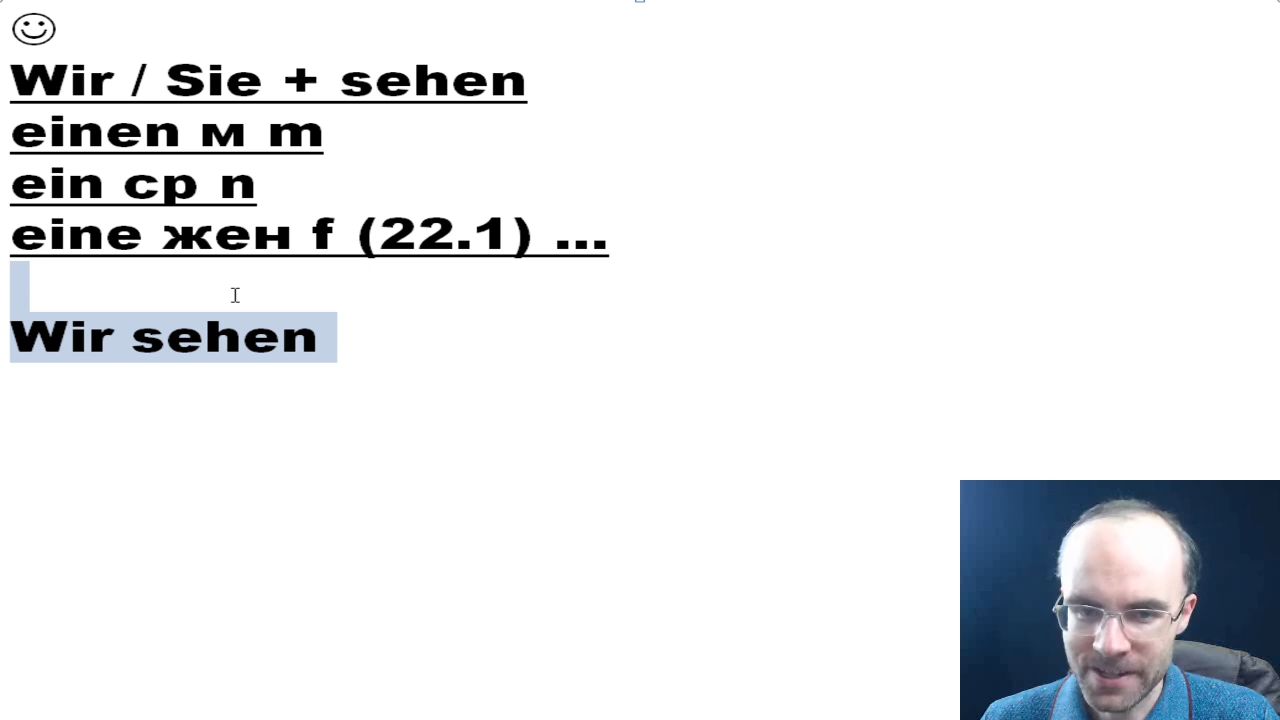 Wir / Sie + sehen
einen м m
ein ср n
eine жен f (22.1) ...
Wir sehen